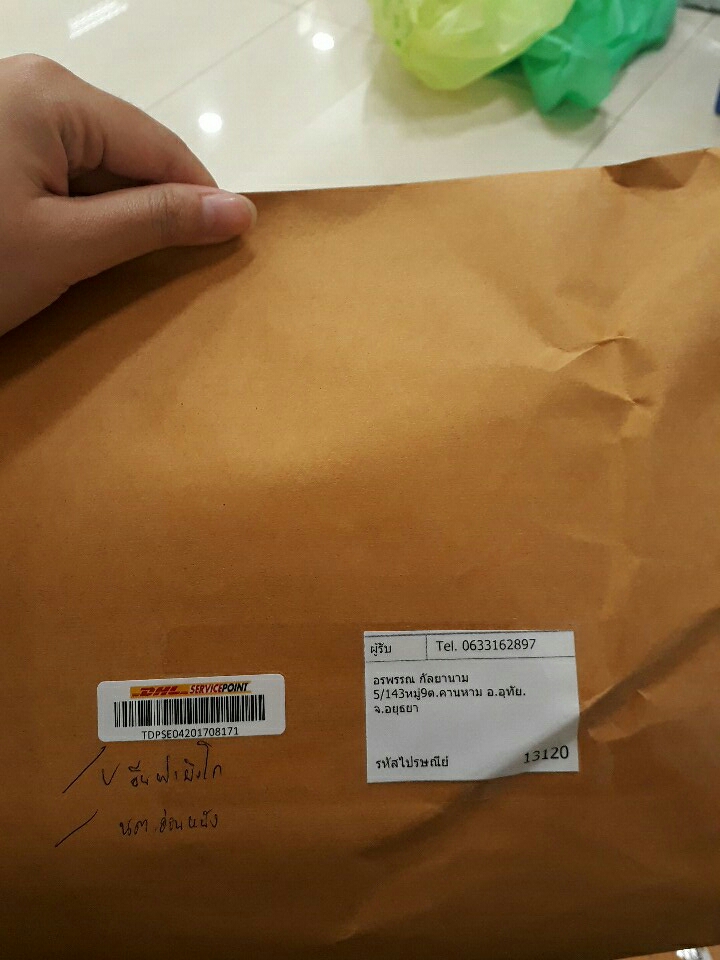 ผู้รับ Tel. 0633162897
อรพรรณ กัลยานาม
5/143หมู่9ต.คานหาม อ.อุทัย.
จ.อยุธยา
รหัสไปรษณีย์ 13120
DHL SERVICEPOINT
TDPSE04201708171